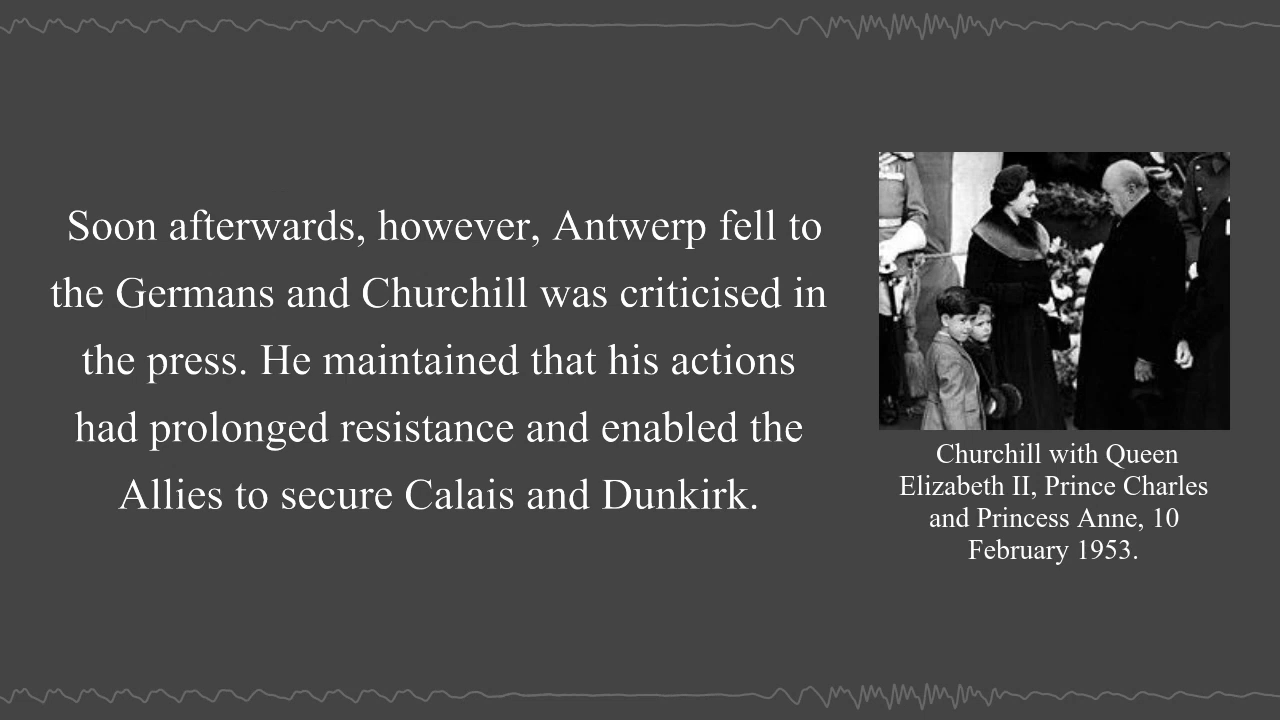 Soon afterwards, however, Antwerp fell to
the Germans and Churchill was criticised in
the press. He maintained that his actions
had prolonged resistance and enabled the
Allies to secure Calais and Dunkirk.
Churchill with Queen
Elizabeth II, Prince Charles
and Princess Anne, 10
February 1953.